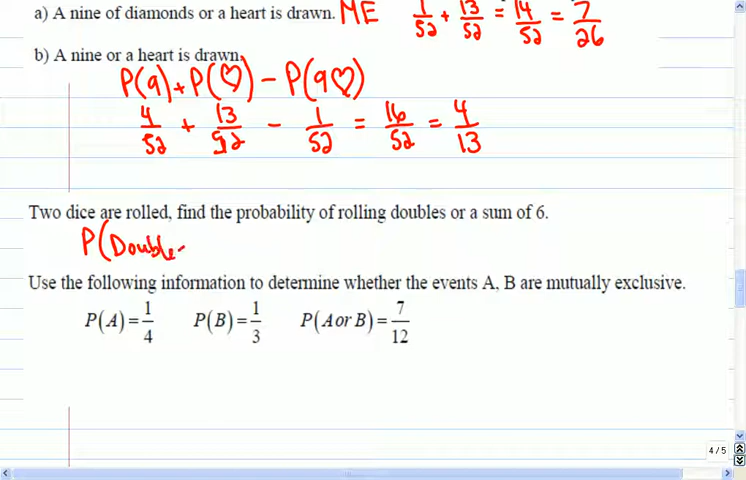 a) A nine of diamonds or a heart is drawn. ME 1/52 + 13/52 = 14/52 = 7/26
b) A nine or a heart is drawn.
P(9) + P(♡) - P(9♡)
4/52 + 13/52 - 1/52 = 16/52 = 4/13
Two dice are rolled, find the probability of rolling doubles or a sum of 6.
P(Double
Use the following information to determine whether the events A, B are mutually exclusive.
P(A)=1/4 P(B)=1/3 P(A or B)=7/12
4 / 5